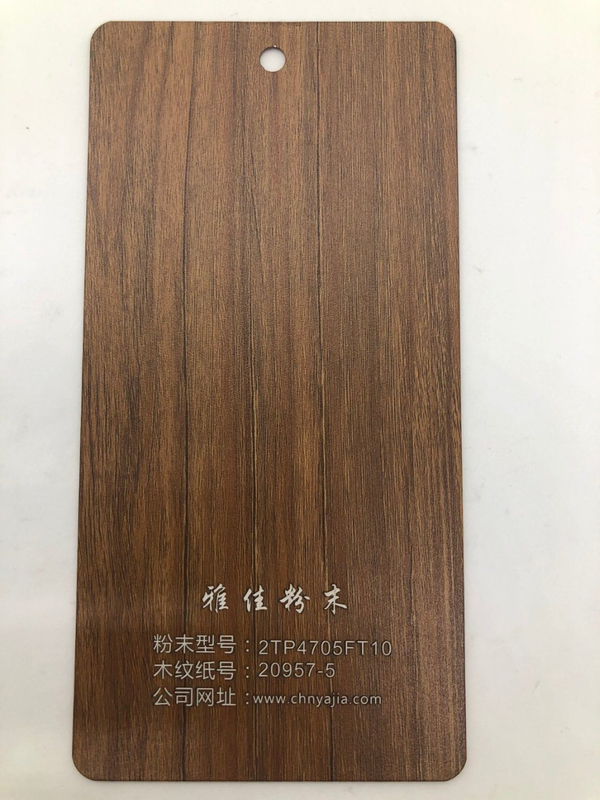 雅佳粉末
粉末型号：2TP4705FT10
木纹纸号：20957-5
公司网址：www.chnyajia.com